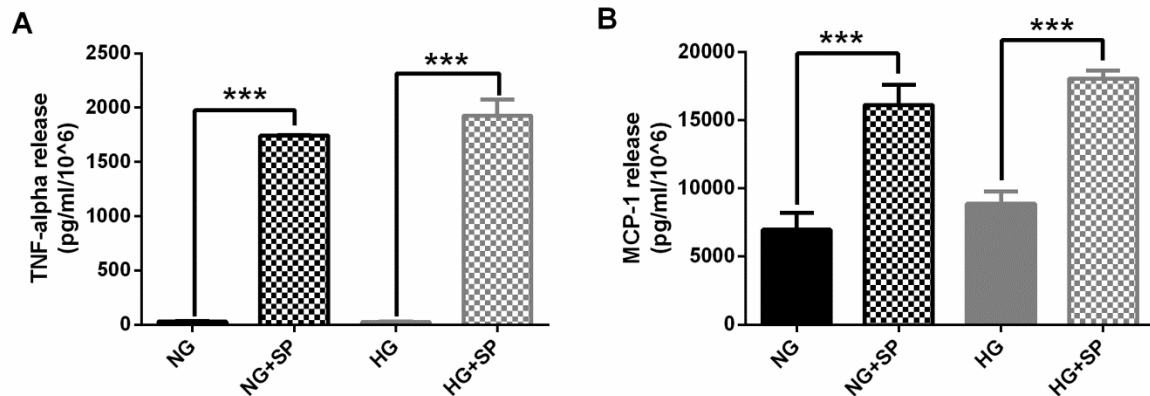 A
TNF-alpha release
(pg/ml/10^6)
2500
2000
1500
1000
500
0
***
***
NG
NG+SP
HG
HG+SP
B
MCP-1 release
(pg/ml/10^6)
20000
15000
10000
5000
0
***
***
NG
NG+SP
HG
HG+SP